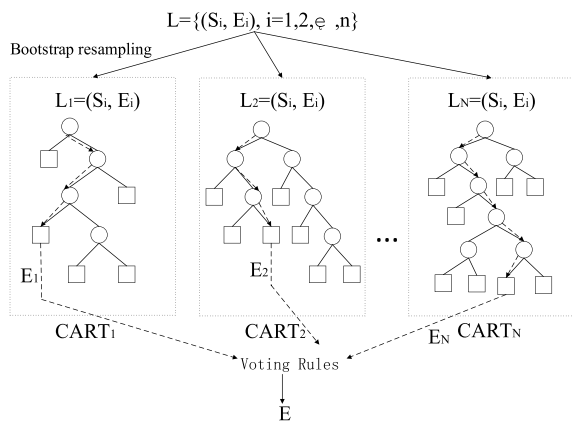 L={(Si, Ei), i=1,2,ę ,n}
Bootstrap resampling
L1=(Si, Ei)
L2=(Si, Ei)
LN=(Si, Ei)
...
E1
E2
EN
CART1
CART2
CARTN
Voting Rules
E